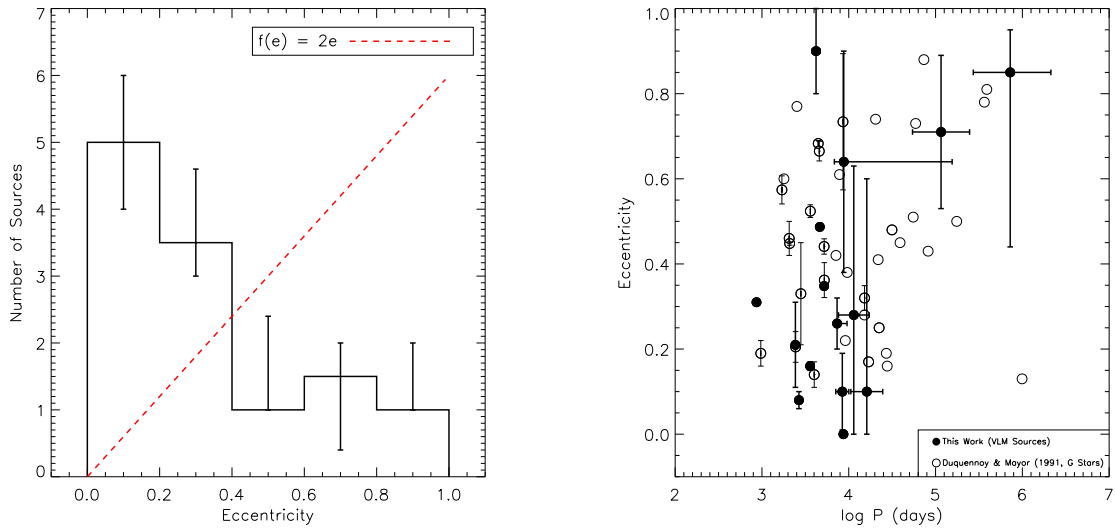 7
6
5
4
3
2
1
0
Number of Sources
f(e) = 2e
0.0 0.2 0.4 0.6 0.8 1.0
Eccentricity
1.0
0.8
0.6
0.4
0.2
0.0
Eccentricity
This Work (VLM Sources)
Duquennoy & Mayor (1991, G Stars)
2 3 4 5 6 7
log P (days)